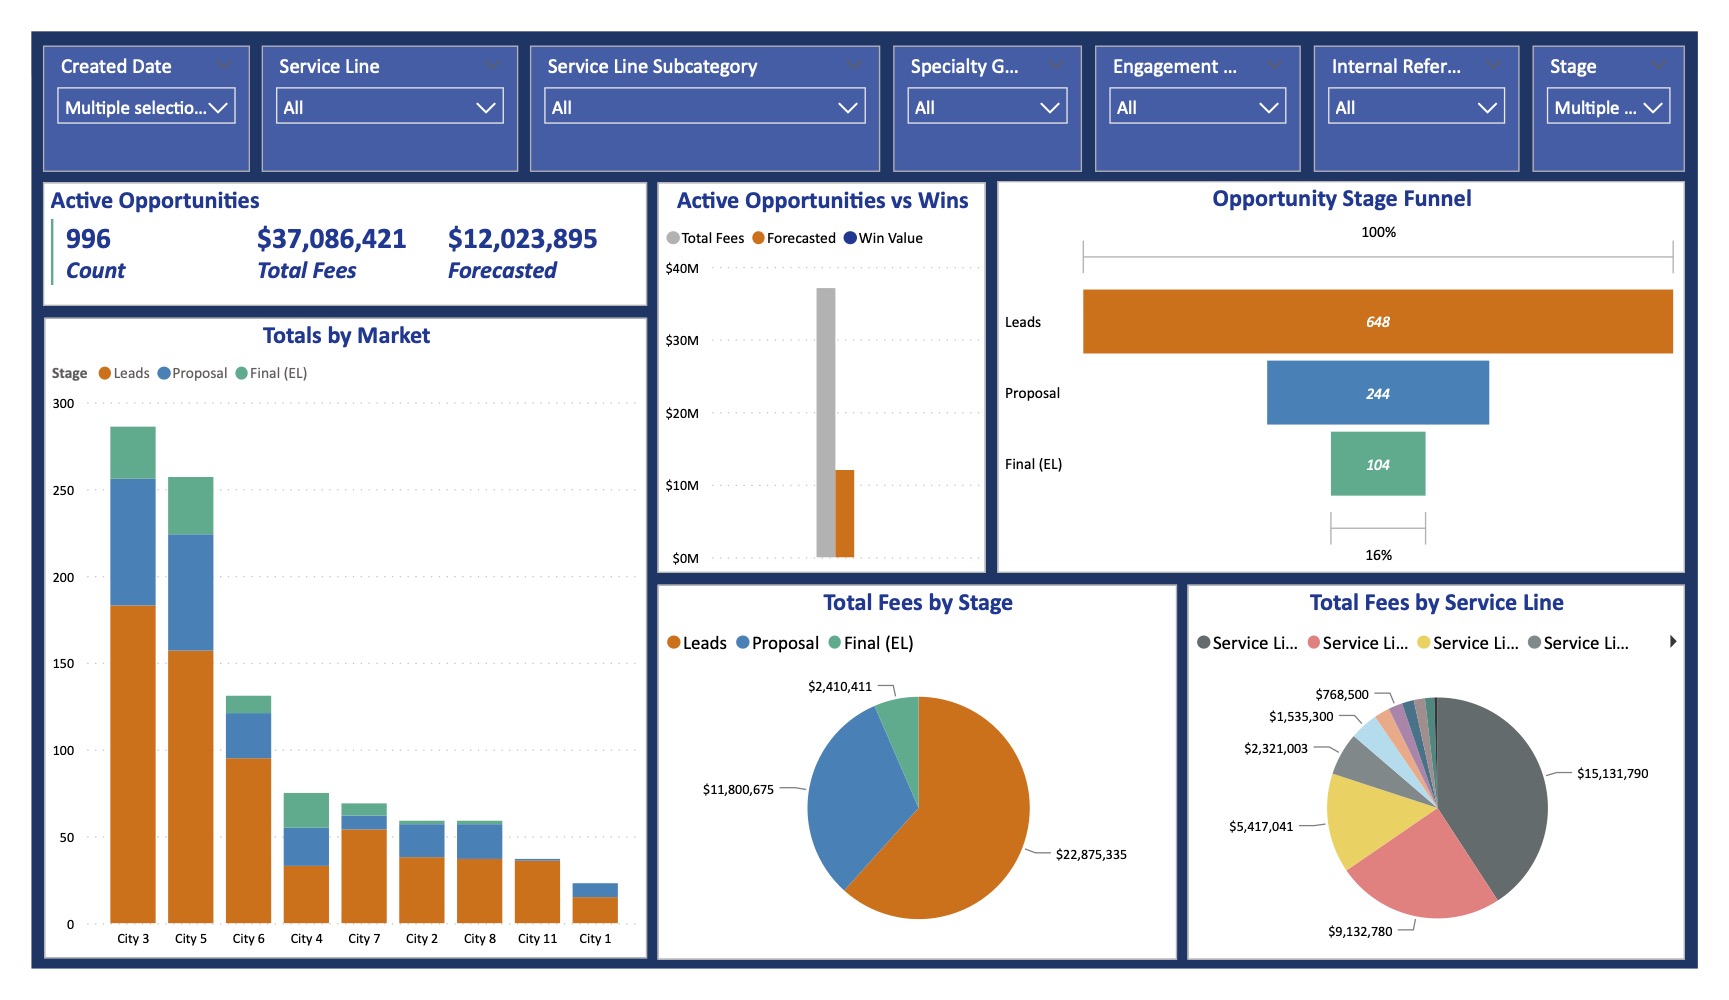 Created Date
Multiple selectio...
Service Line
All
Service Line Subcategory
All
Specialty G...
All
Engagement ...
All
Internal Refer...
All
Stage
Multiple ...
Active Opportunities
996
Count
$37,086,421
Total Fees
$12,023,895
Forecasted
Active Opportunities vs Wins
Total Fees Forecasted Win Value
$40M
$30M
$20M
$10M
$0M
Opportunity Stage Funnel
100%
Leads 648
Proposal 244
Final (EL) 104
16%
Totals by Market
Stage Leads Proposal Final (EL)
300
250
200
150
100
50
0
City 3 City 5 City 6 City 4 City 7 City 2 City 8 City 11 City 1
Total Fees by Stage
Leads Proposal Final (EL)
$2,410,411
$11,800,675
$22,875,335
Total Fees by Service Line
Service Li... Service Li... Service Li... Service Li...
$768,500
$1,535,300
$2,321,003
$15,131,790
$5,417,041
$9,132,780